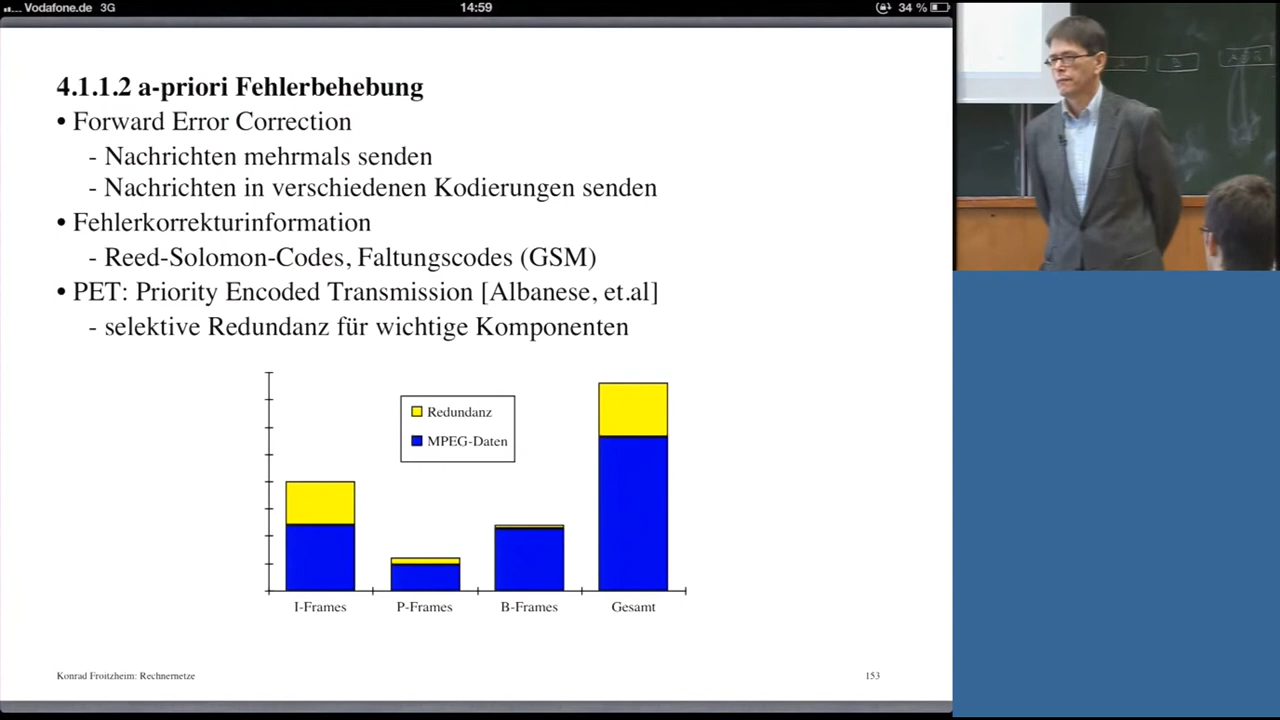 Vodafone.de 3G
14:59
34 %
4.1.1.2 a-priori Fehlerbehebung
• Forward Error Correction
- Nachrichten mehrmals senden
- Nachrichten in verschiedenen Kodierungen senden
• Fehlerkorrekturinformation
- Reed-Solomon-Codes, Faltungscodes (GSM)
• PET: Priority Encoded Transmission [Albanese, et.al]
- selektive Redundanz für wichtige Komponenten
Redundanz
MPEG-Daten
I-Frames
P-Frames
B-Frames
Gesamt
Konrad Froitzheim: Rechnernetze
153